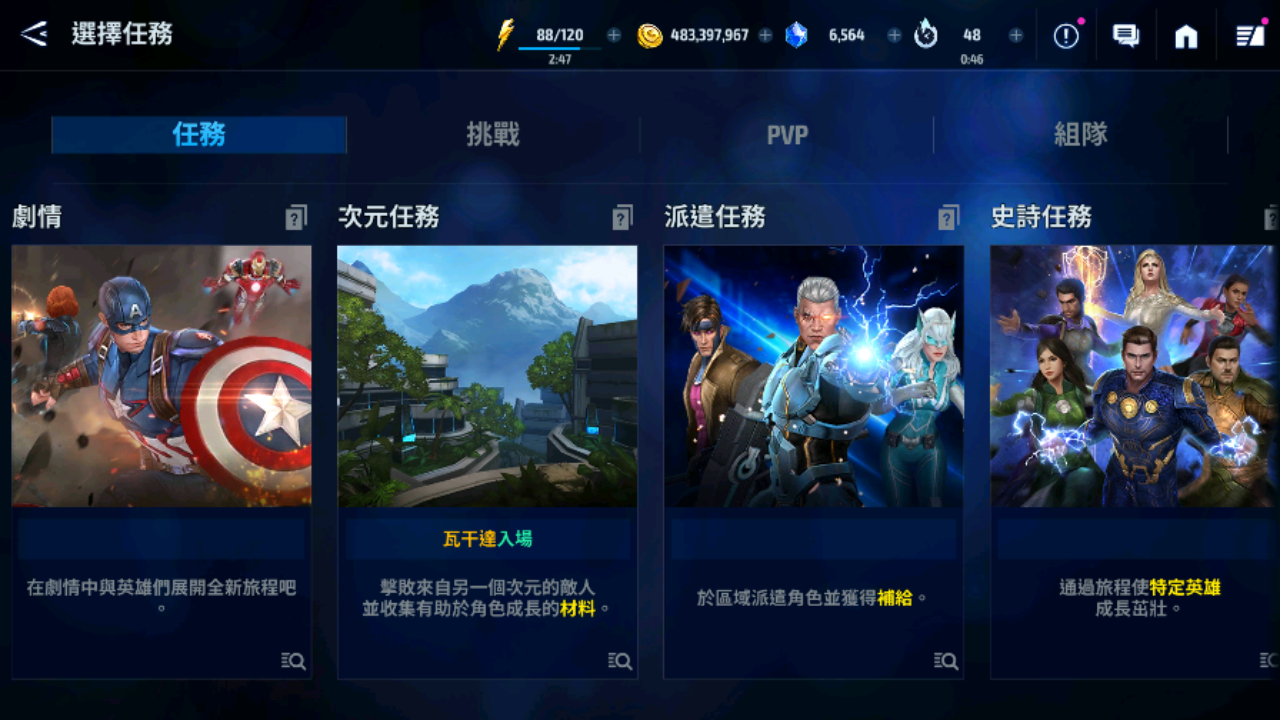 選擇任務
88/120
2:47
483,397,967
6,564
48
0:46
任務
挑戰
PVP
組隊
劇情
次元任務
派遣任務
史詩任務
瓦干達入場
在劇情中與英雄們展開全新旅程吧
。
擊敗來自另一個次元的敵人
並收集有助於角色成長的材料。
於區域派遣角色並獲得補給。
通過旅程使特定英雄
成長茁壯。